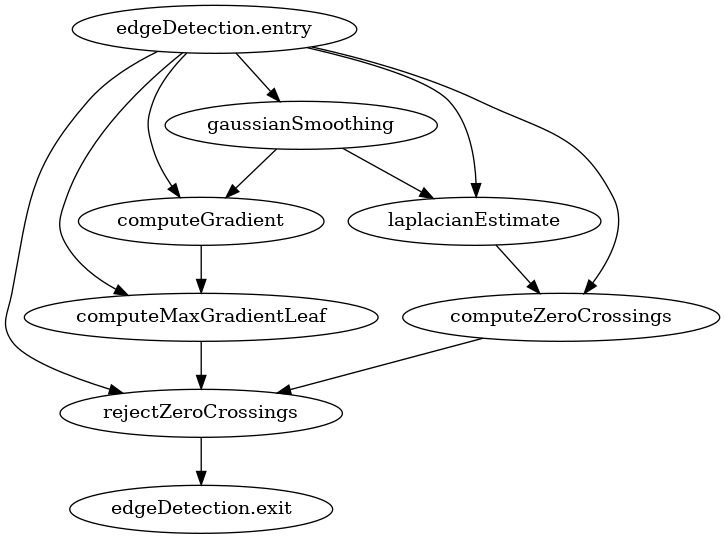 edgeDetection.entry
gaussianSmoothing
computeGradient
laplacianEstimate
computeMaxGradientLeaf
computeZeroCrossings
rejectZeroCrossings
edgeDetection.exit